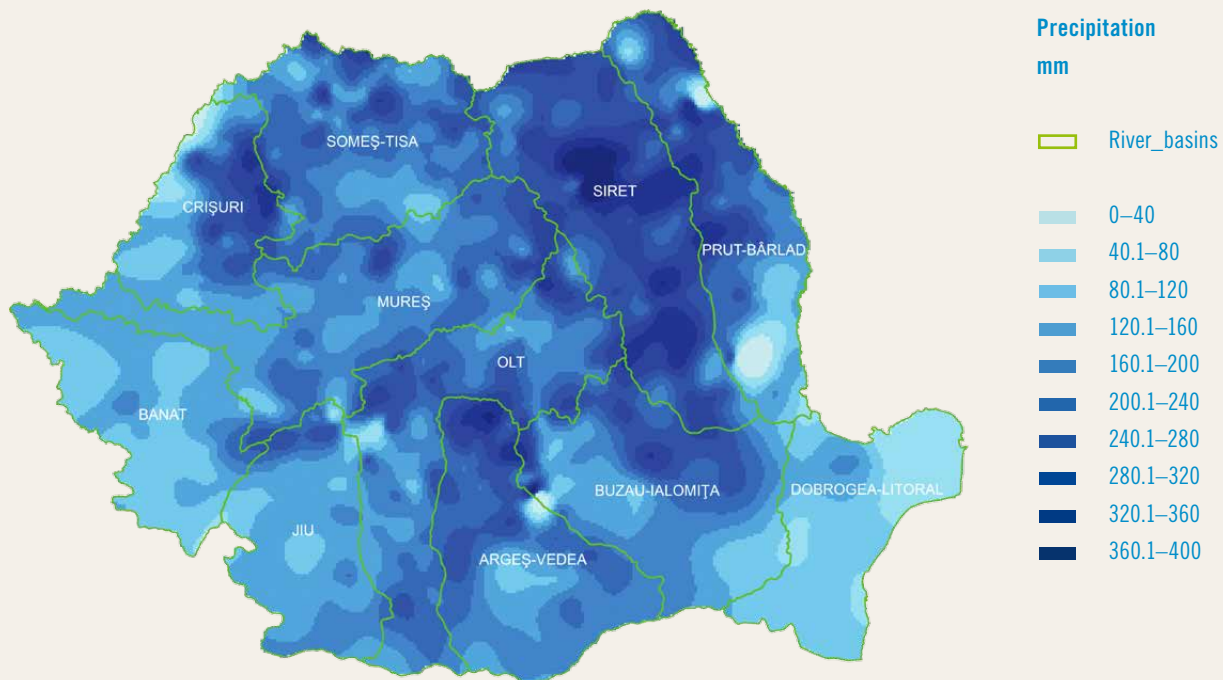 Precipitation
mm
River_basins
0–40
40.1–80
80.1–120
120.1–160
160.1–200
200.1–240
240.1–280
280.1–320
320.1–360
360.1–400
SOMEŞ-TISA
CRIŞURI
SIRET
PRUT-BÂRLAD
MUREŞ
OLT
BANAT
BUZAU-IALOMIŢA
DOBROGEA-LITORAL
JIU
ARGEŞ-VEDEA